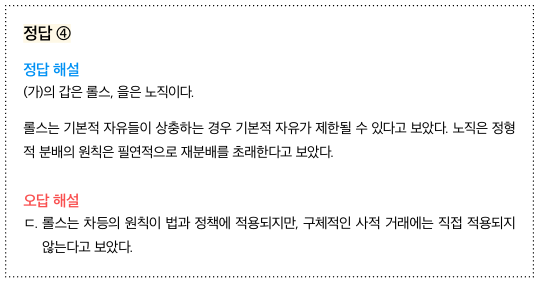 정답 ④
정답 해설
(가)의 갑은 롤스, 을은 노직이다.
롤스는 기본적 자유들이 상충하는 경우 기본적 자유가 제한될 수 있다고 보았다. 노직은 정형
적 분배의 원칙은 필연적으로 재분배를 초래한다고 보았다.
오답 해설
ㄷ. 롤스는 차등의 원칙이 법과 정책에 적용되지만, 구체적인 사적 거래에는 직접 적용되지
않는다고 보았다.